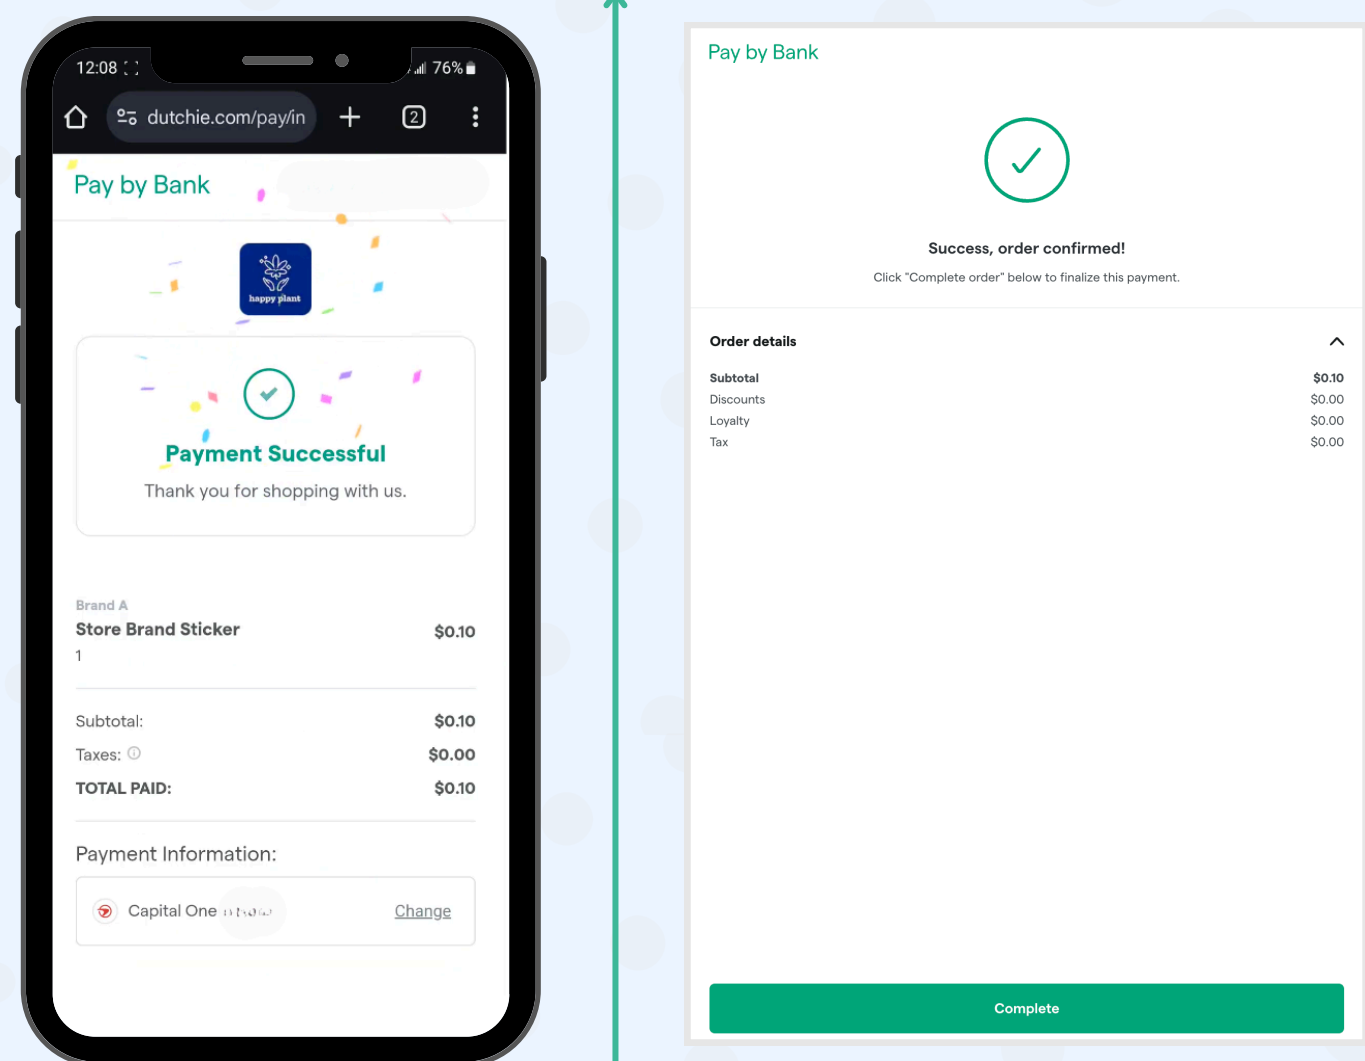 12:08
76%
dutchie.com/pay/in
2
Pay by Bank
happy plant
Payment Successful
Thank you for shopping with us.
Brand A
Store Brand Sticker $0.10
1
Subtotal: $0.10
Taxes: $0.00
TOTAL PAID: $0.10
Payment Information:
Capital One
Change
Pay by Bank
Success, order confirmed!
Click "Complete order" below to finalize this payment.
Order details
Subtotal $0.10
Discounts $0.00
Loyalty $0.00
Tax $0.00
Complete